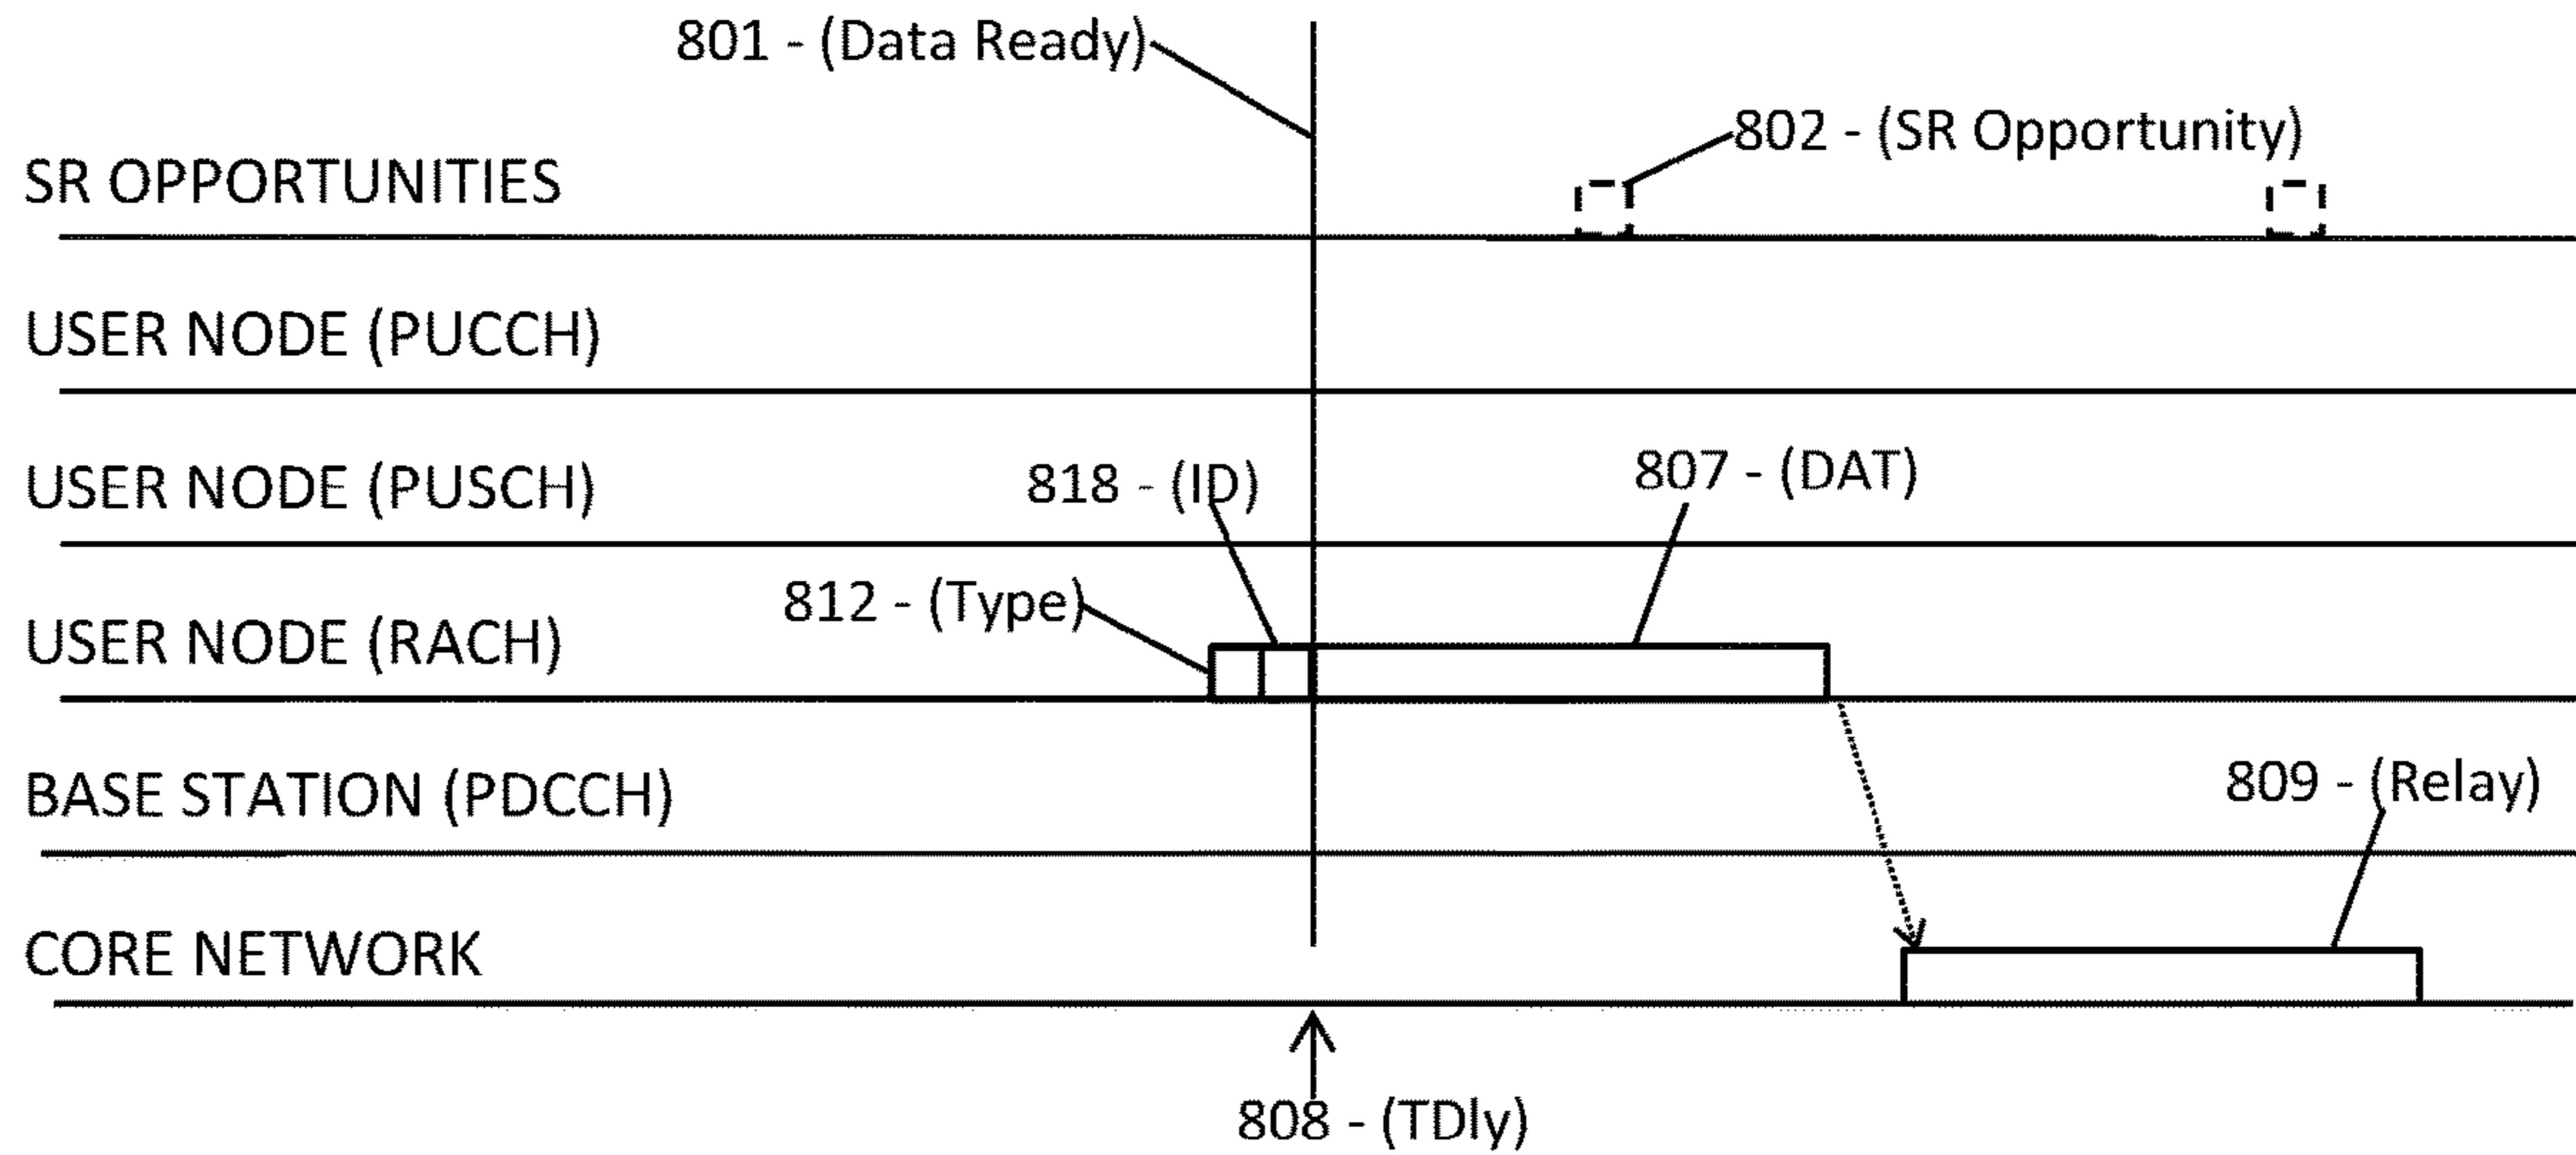 801 - (Data Ready)
802 - (SR Opportunity)
SR OPPORTUNITIES
USER NODE (PUCCH)
USER NODE (PUSCH)
818 - (ID)
807 - (DAT)
812 - (Type)
USER NODE (RACH)
BASE STATION (PDCCH)
809 - (Relay)
CORE NETWORK
808 - (TDly)